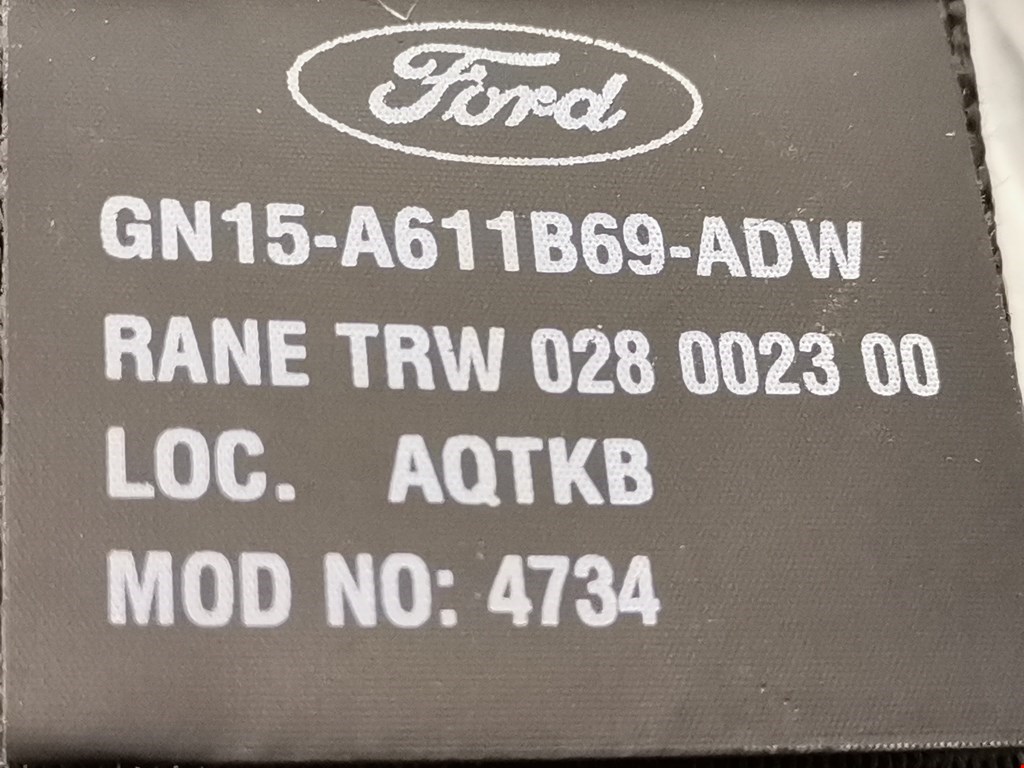 Ford
GN15-A611B69-ADW
RANE TRW 028 0023 00
LOC. AQTKB
MOD NO: 4734